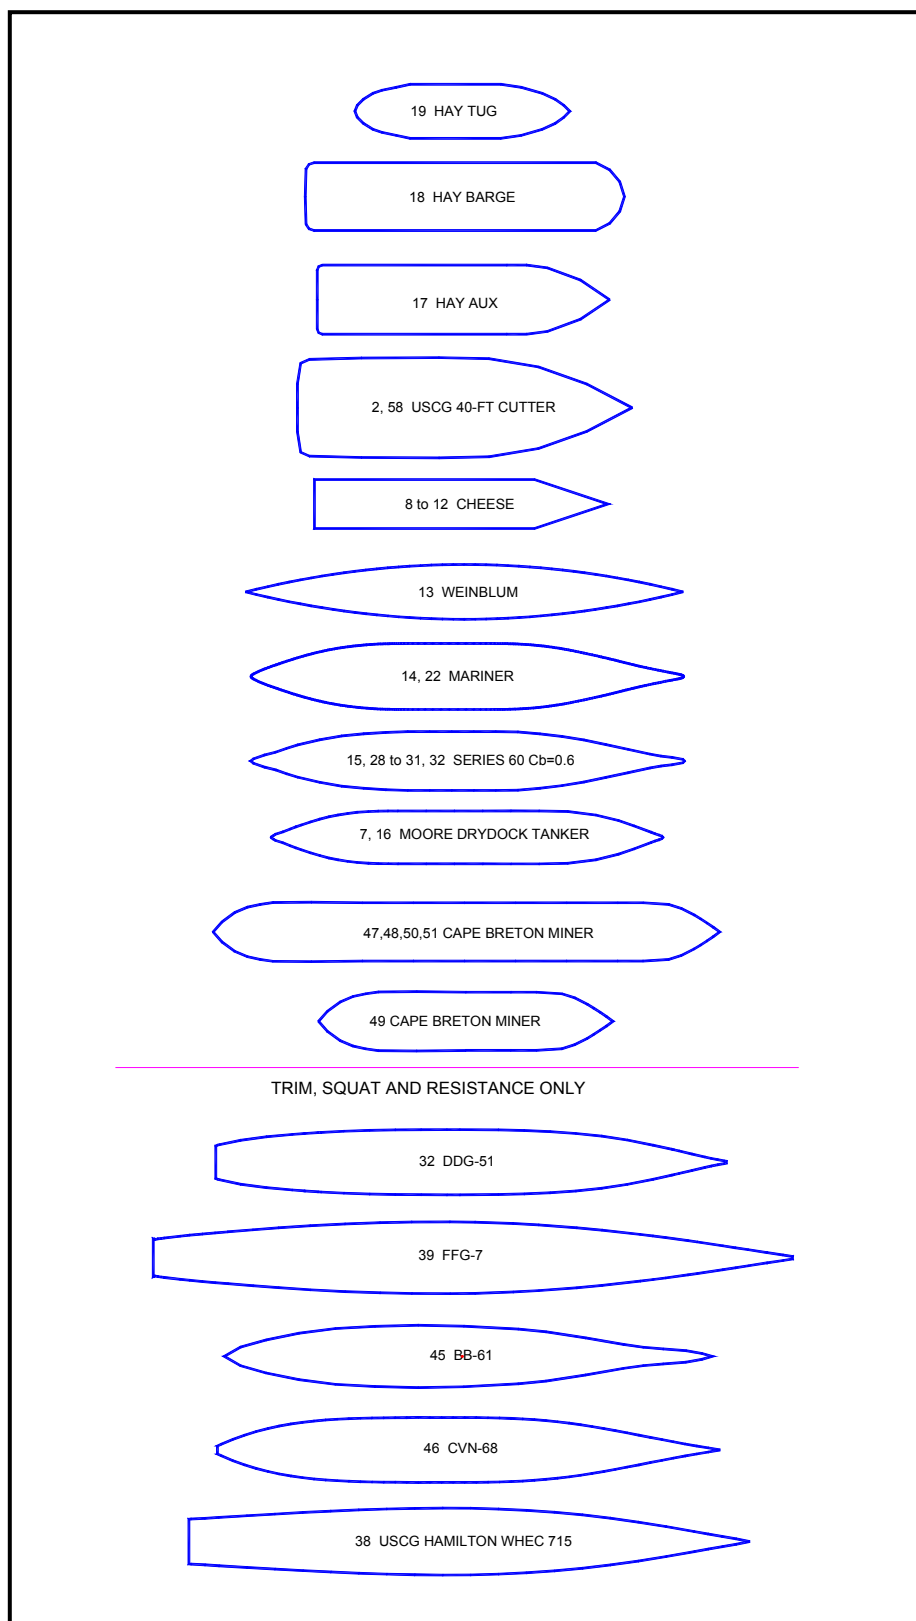 19 HAY TUG
18 HAY BARGE
17 HAY AUX
2, 58 USCG 40-FT CUTTER
8 to 12 CHEESE
13 WEINBLUM
14, 22 MARINER
15, 28 to 31, 32 SERIES 60 Cb=0.6
7, 16 MOORE DRYDOCK TANKER
47,48,50,51 CAPE BRETON MINER
49 CAPE BRETON MINER
TRIM, SQUAT AND RESISTANCE ONLY
32 DDG-51
39 FFG-7
45 BB-61
46 CVN-68
38 USCG HAMILTON WHEC 715